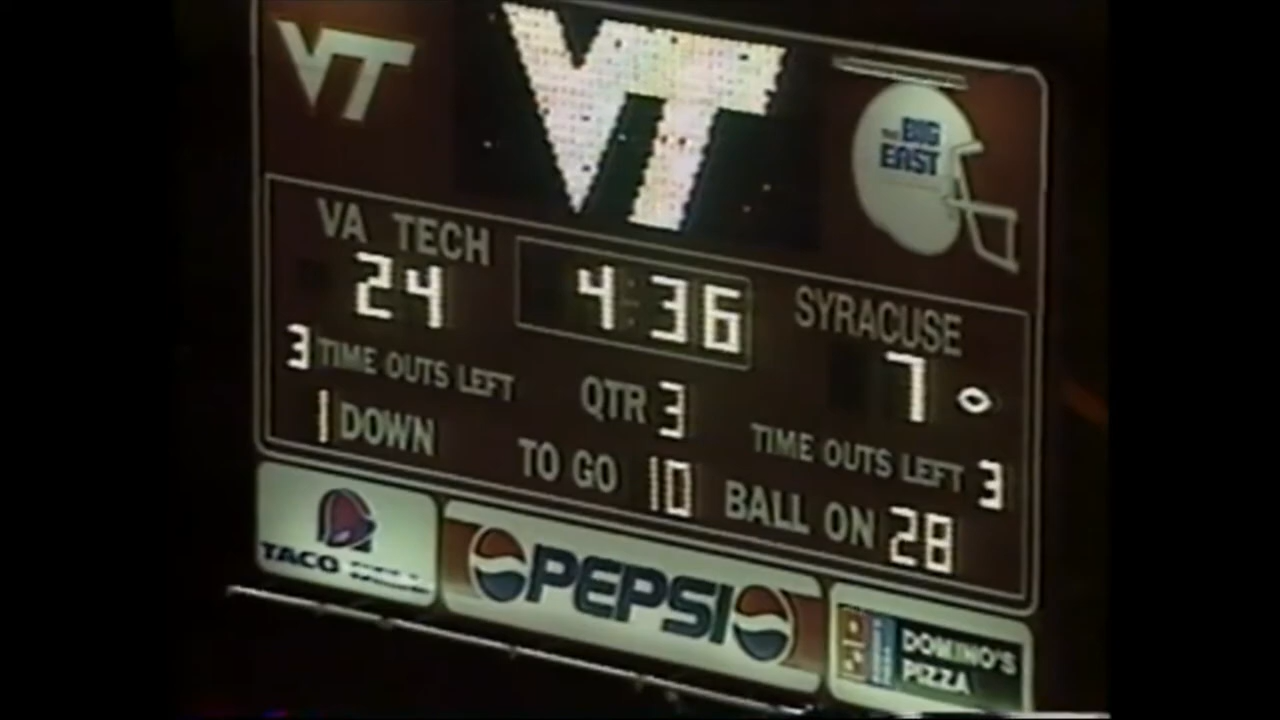 VT VT
THE BIG
EAST
VA TECH
24 4:36 SYRACUSE
7
3 TIME OUTS LEFT QTR 3
TIME OUTS LEFT 3
1 DOWN TO GO 10 BALL ON 28
TACO BELL
PEPSI
DOMINO'S
PIZZA